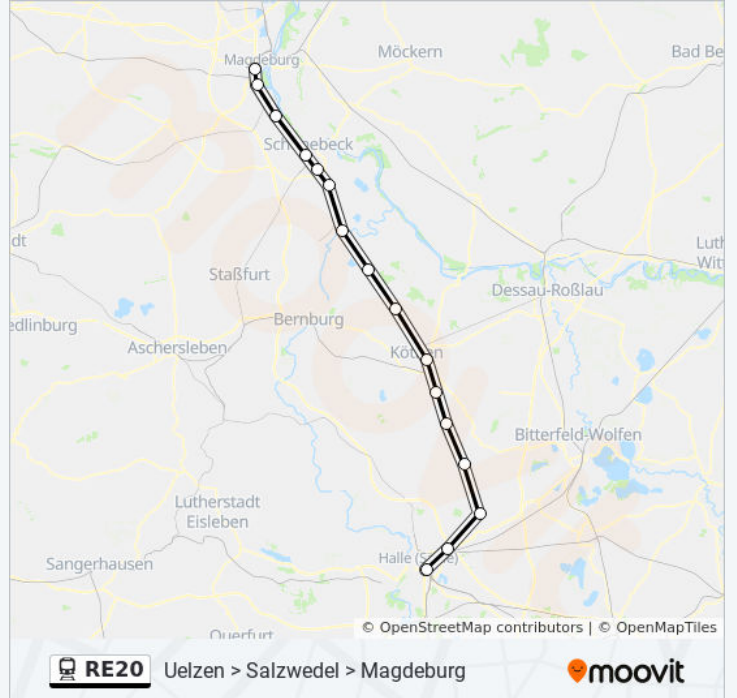 Magdeburg
Möckern
Bad Be
Schönebeck
dt
Luth
Witt
Staßfurt
Dessau-Roßlau
edlinburg
Bernburg
Aschersleben
Köthen
Bitterfeld-Wolfen
Lutherstadt
Eisleben
Halle (Saale)
Sangerhausen
Querfurt
© OpenStreetMap contributors | © OpenMapTiles
RE20 Uelzen > Salzwedel > Magdeburg
moovit